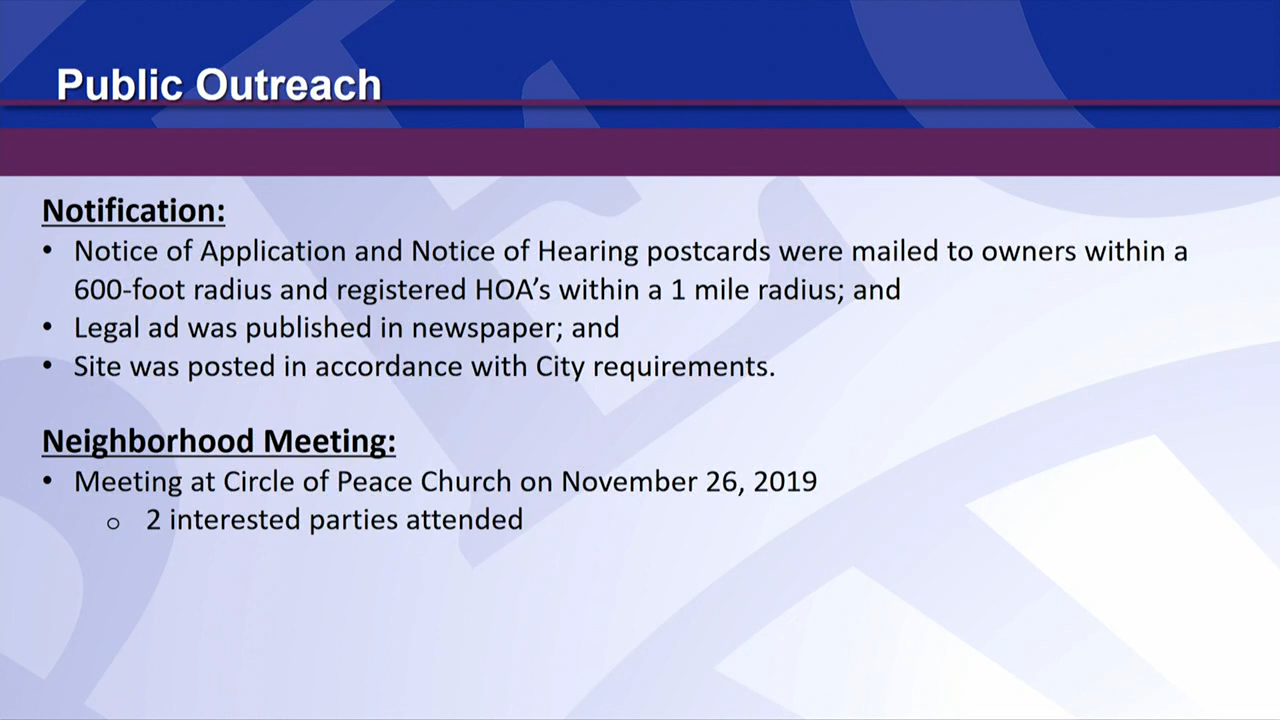 Public Outreach
Notification:
• Notice of Application and Notice of Hearing postcards were mailed to owners within a
600-foot radius and registered HOA’s within a 1 mile radius; and
• Legal ad was published in newspaper; and
• Site was posted in accordance with City requirements.
Neighborhood Meeting:
• Meeting at Circle of Peace Church on November 26, 2019
o 2 interested parties attended